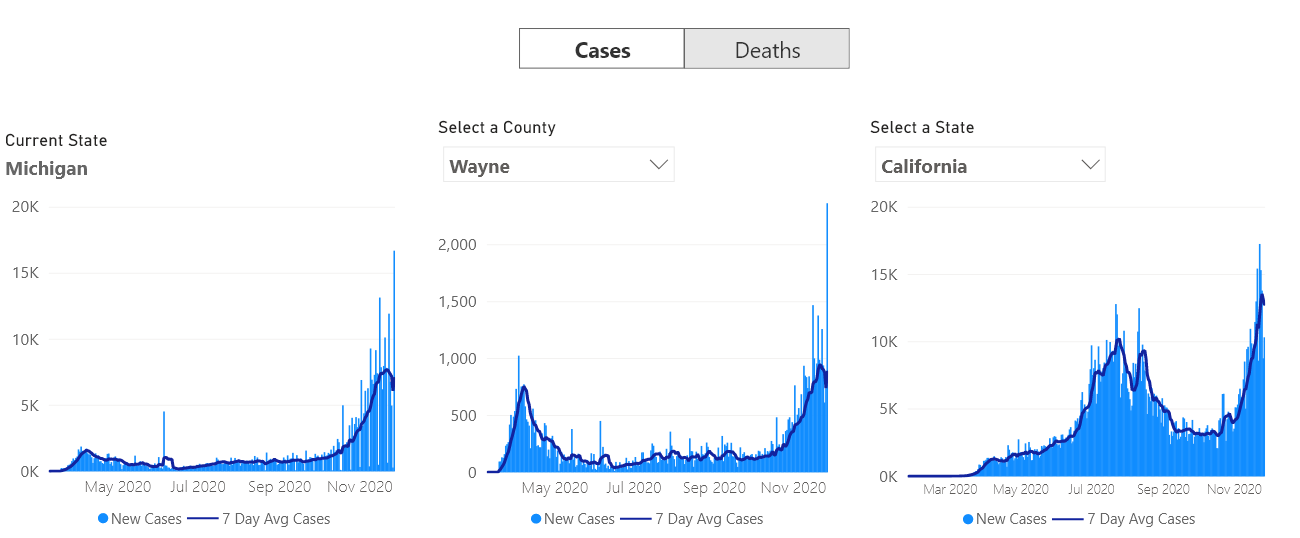 Cases Deaths
Current State
Michigan
20K
15K
10K
5K
0K
May 2020 Jul 2020 Sep 2020 Nov 2020
New Cases 7 Day Avg Cases
Select a County
Wayne
2,000
1,500
1,000
500
0
May 2020 Jul 2020 Sep 2020 Nov 2020
New Cases 7 Day Avg Cases
Select a State
California
20K
15K
10K
5K
0K
Mar 2020 May 2020 Jul 2020 Sep 2020 Nov 2020
New Cases 7 Day Avg Cases